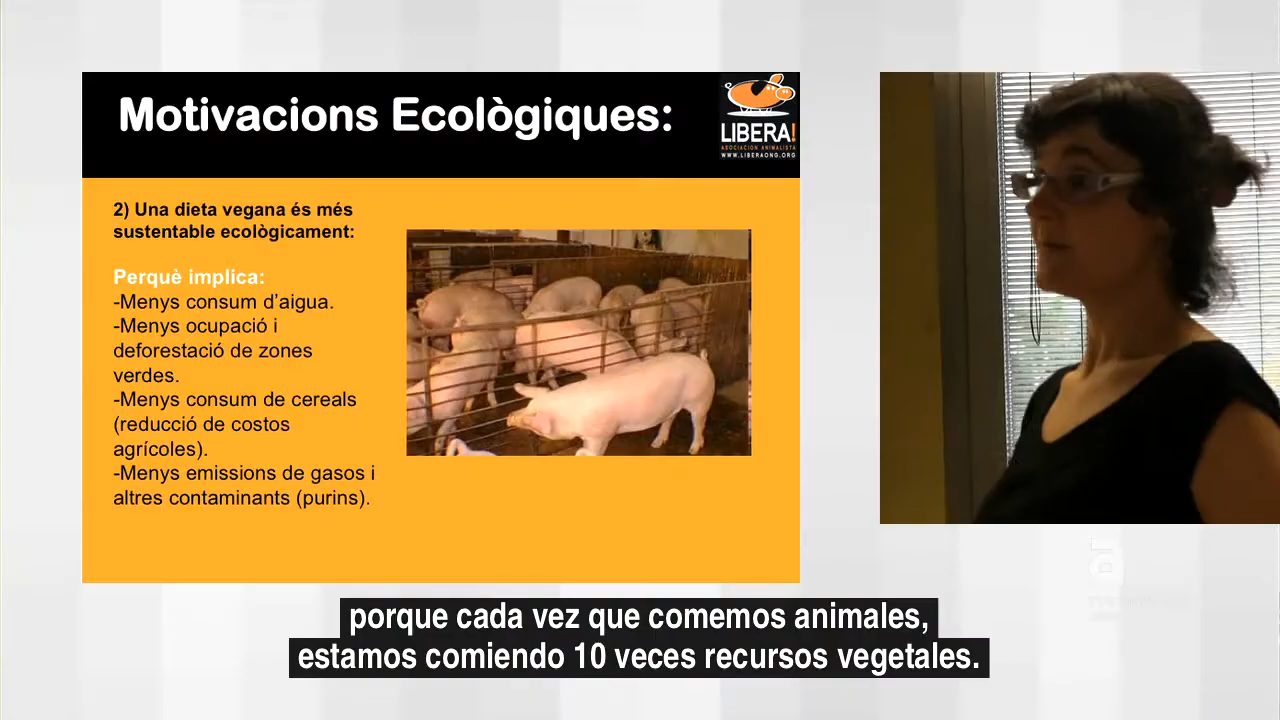 Motivacions Ecològiques:
LIBERA!
ASOCIACION ANIMALISTA
WWW.LIBERAONG.ORG
2) Una dieta vegana és més
sustentable ecològicament:
Perquè implica:
-Menys consum d'aigua.
-Menys ocupació i
deforestació de zones
verdes.
-Menys consum de cereals
(reducció de costos
agrícoles).
-Menys emissions de gasos i
altres contaminants (purins).
porque cada vez que comemos animales,
estamos comiendo 10 veces recursos vegetales.